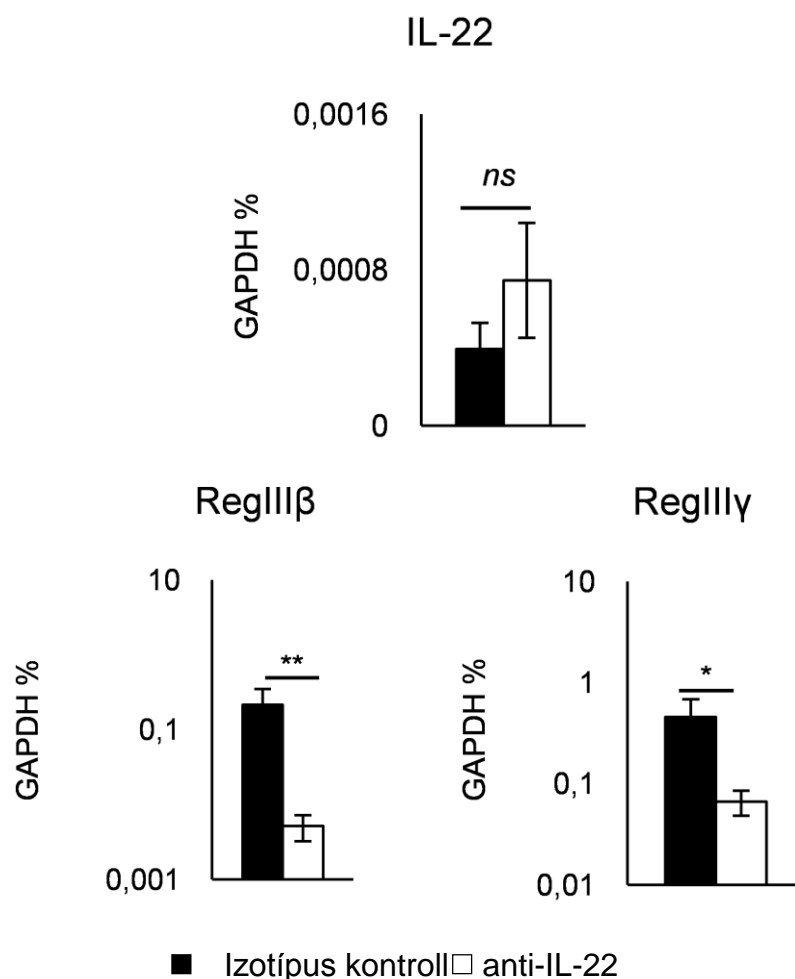 IL-22
0,0016
ns
0,0008
GAPDH %
0
RegIIIβ
10
**
0,1
GAPDH %
0,001
RegIIIγ
10
1
*
0,1
GAPDH %
0,01
Izotípus kontroll anti-IL-22